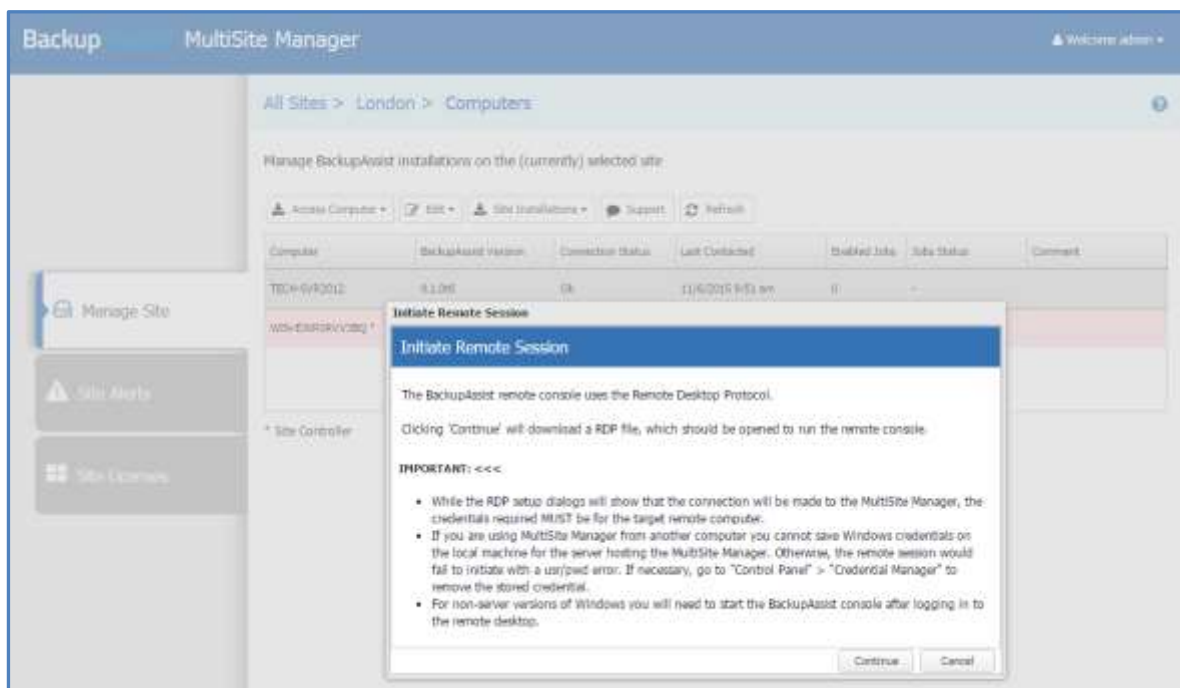 Backup MultiSite Manager
Welcome admin
All Sites > London > Computers
Manage BackupAssist installations on the (currently) selected site
Access Computer Edit Site Installations Support Refresh
Computer BackupAssist Version Connection Status Last Contacted Enabled Jobs Jobs Status Comment
TECH-SVR2012 Ok 11/6/2015 9:51 am 0 -
Manage Site
Site Alerts
Site Licenses
* Site Controller
Initiate Remote Session
Initiate Remote Session
The BackupAssist remote console uses the Remote Desktop Protocol.
Clicking 'Continue' will download a RDP file, which should be opened to run the remote console.
IMPORTANT: <<<
• While the RDP setup dialogs will show that the connection will be made to the MultiSite Manager, the
credentials required MUST be for the target remote computer.
• If you are using MultiSite Manager from another computer you cannot save Windows credentials on
the local machine for the server hosting the MultiSite Manager. Otherwise, the remote session would
fail to initiate with a usr/pwd error. If necessary, go to "Control Panel" > "Credential Manager" to
remove the stored credential.
• For non-server versions of Windows you will need to start the BackupAssist console after logging in to
the remote desktop.
Continue Cancel